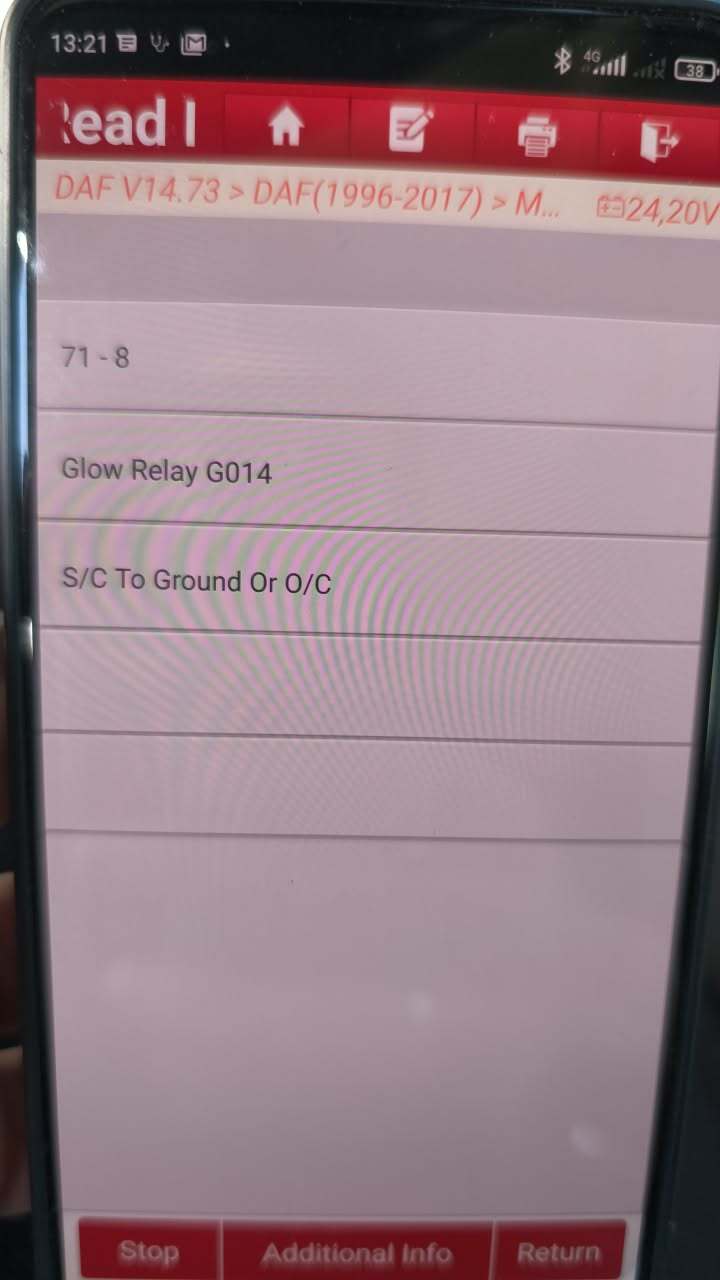 13:21
4G
38
ead
DAF V14.73 > DAF(1996-2017) > M... 24,20V
71 - 8
Glow Relay G014
S/C To Ground Or O/C
Stop
Additional Info
Return